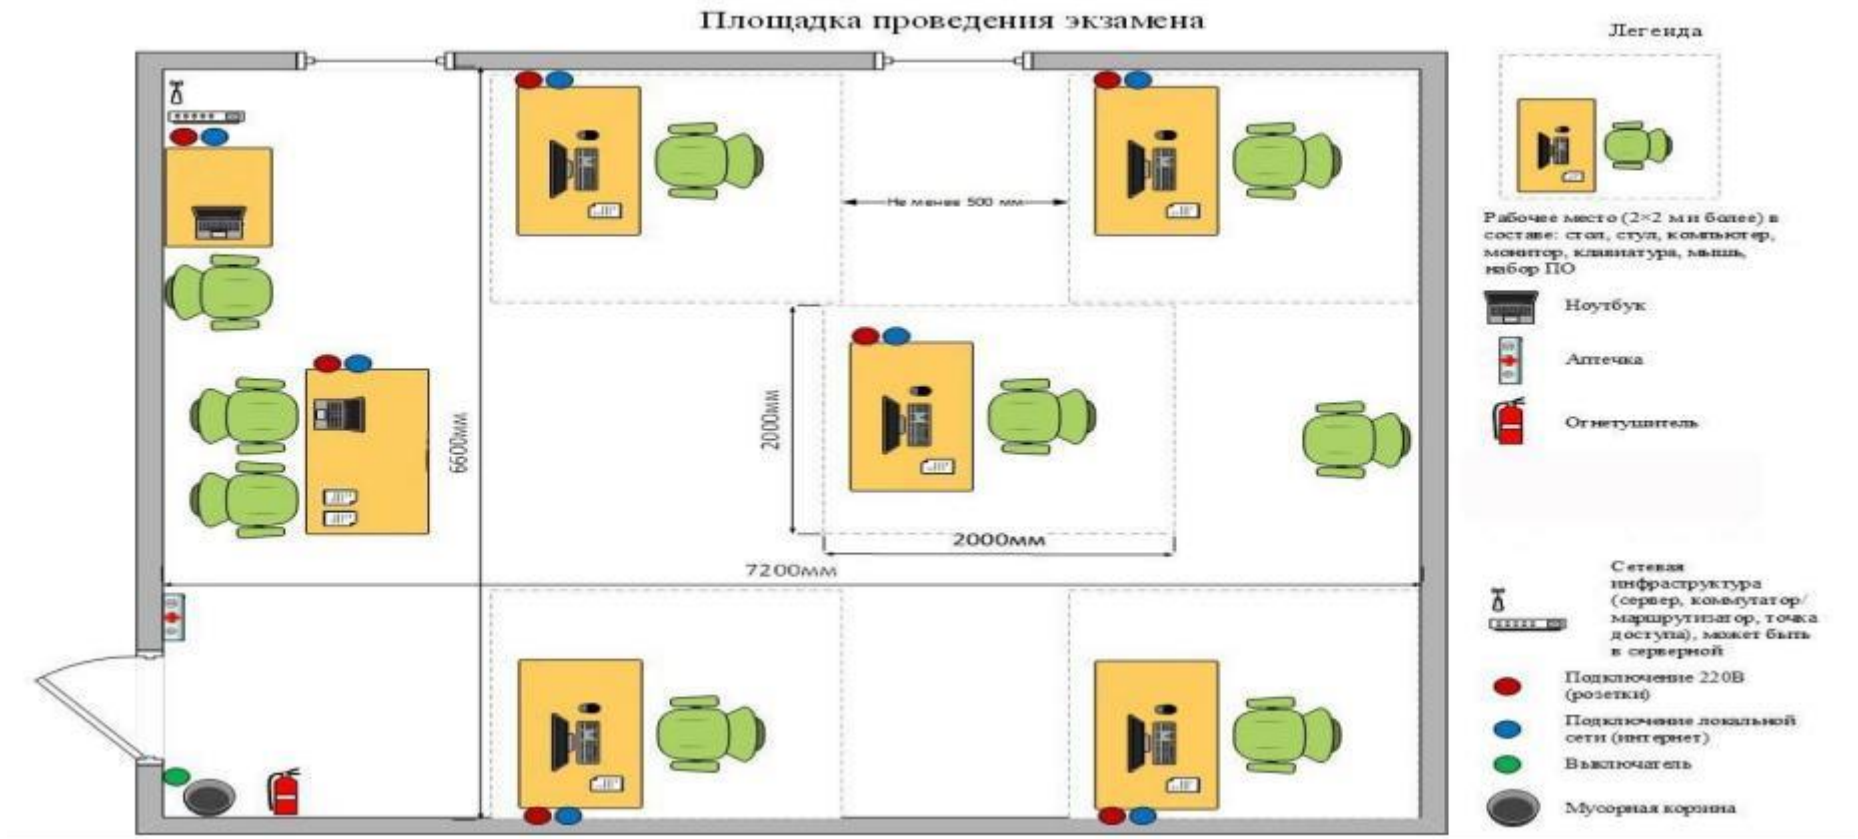 Площадка проведения экзамена
Легенда
Не менее 500 мм
Рабочее место (2×2 м и более) в
составе: стол, стул, компьютер,
монитор, клавиатура, мышь,
набор ПО
Ноутбук
Аптечка
Огнетушитель
6600мм
2000мм
2000мм
7200мм
Сетевая
инфраструктура
(сервер, коммутатор/
маршрутизатор, точка
доступа), может быть
в серверной
Подключение 220В
(розетки)
Подключение локальной
сети (интернет)
Выключатель
Мусорная корзина